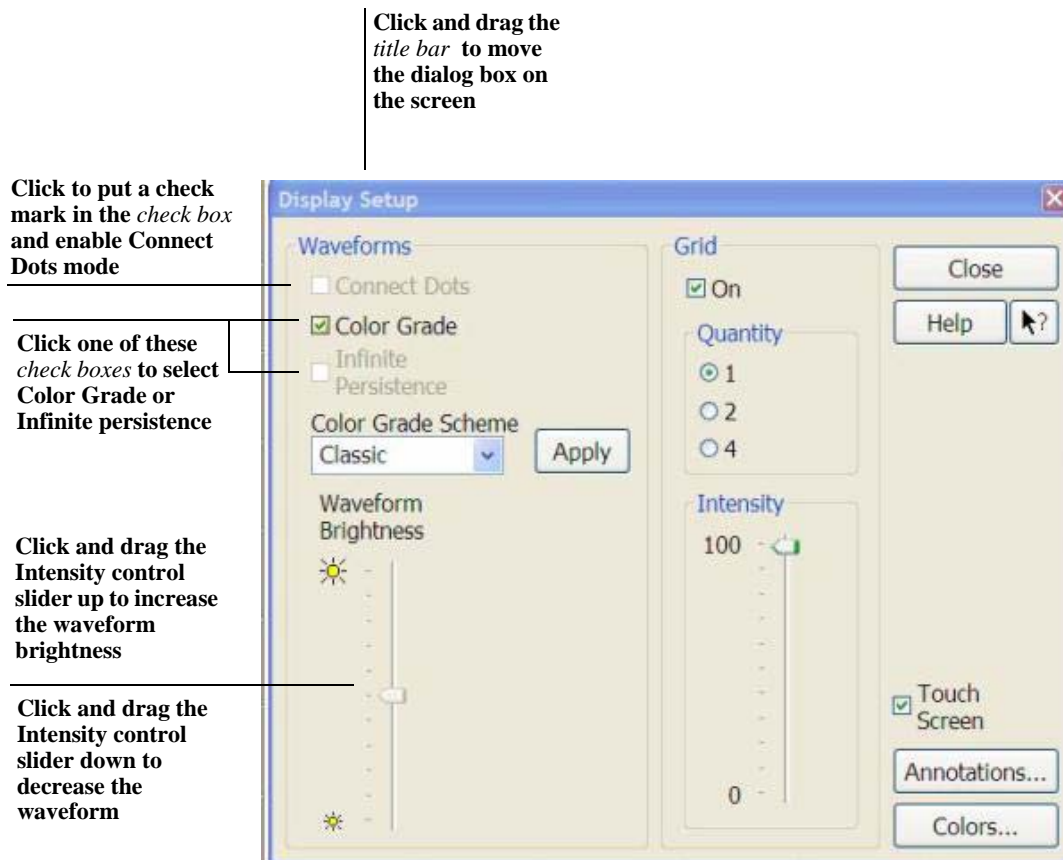 Click and drag the
title bar to move
the dialog box on
the screen
Click to put a check
mark in the check box
and enable Connect
Dots mode
Click one of these
check boxes to select
Color Grade or
Infinite persistence
Click and drag the
Intensity control
slider up to increase
the waveform
brightness
Click and drag the
Intensity control
slider down to
decrease the
waveform
Display Setup
Waveforms
Connect Dots
Color Grade
Infinite
Persistence
Color Grade Scheme
Classic
Apply
Waveform
Brightness
Grid
On
Quantity
1
2
4
Intensity
100
0
Close
Help
?
Touch
Screen
Annotations...
Colors...